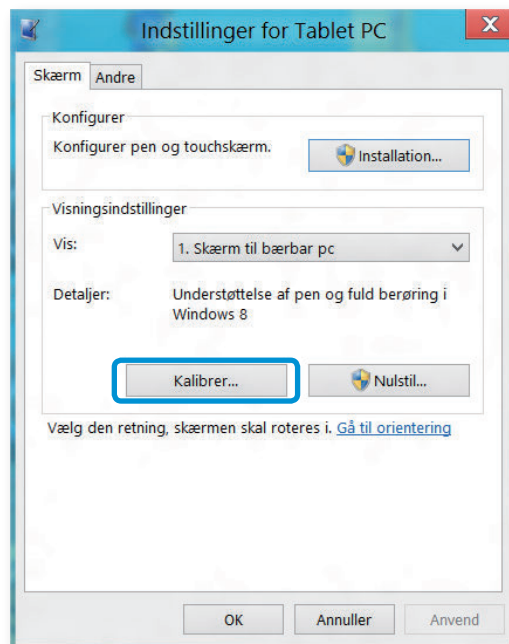 Indstillinger for Tablet PC
Skærm Andre
Konfigurer
Konfigurer pen og touchskærm.
Installation...
Visningsindstillinger
Vis:
1. Skærm til bærbar pc
Detaljer:
Understøttelse af pen og fuld berøring i
Windows 8
Kalibrer... Nulstil...
Vælg den retning, skærmen skal roteres i. Gå til orientering
OK Annuller Anvend